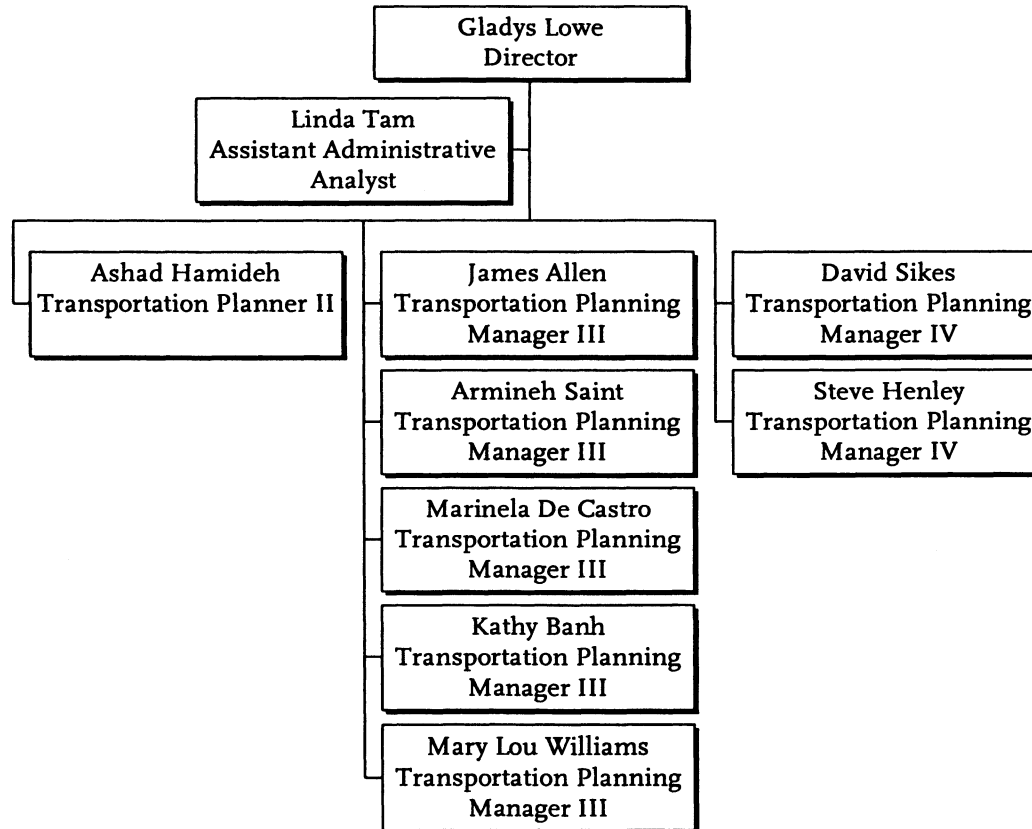 Gladys Lowe
Director
Linda Tam
Assistant Administrative
Analyst
Ashad Hamideh
Transportation Planner II
James Allen
Transportation Planning
Manager III
Armineh Saint
Transportation Planning
Manager III
Marinela De Castro
Transportation Planning
Manager III
Kathy Banh
Transportation Planning
Manager III
Mary Lou Williams
Transportation Planning
Manager III
David Sikes
Transportation Planning
Manager IV
Steve Henley
Transportation Planning
Manager IV